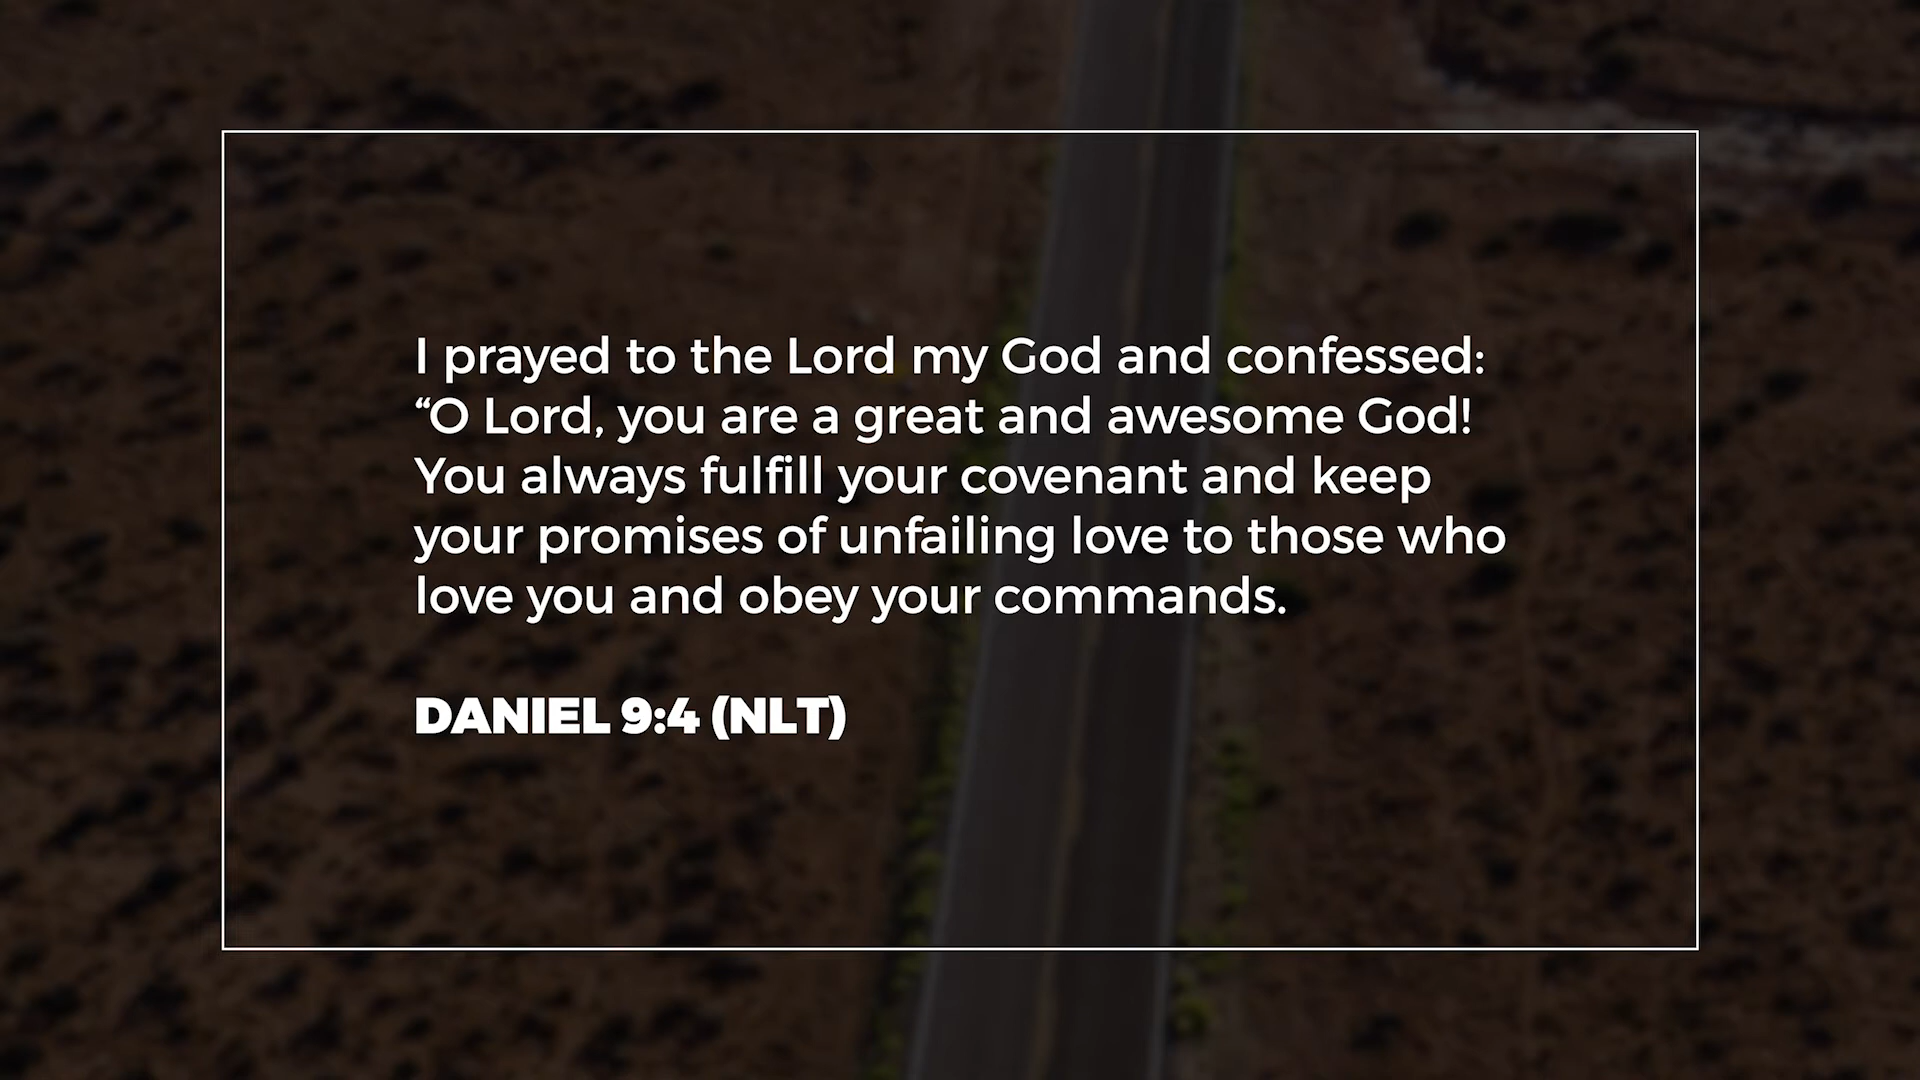 I prayed to the Lord my God and confessed:
“O Lord, you are a great and awesome God!
You always fulfill your covenant and keep
your promises of unfailing love to those who
love you and obey your commands.
DANIEL 9:4 (NLT)